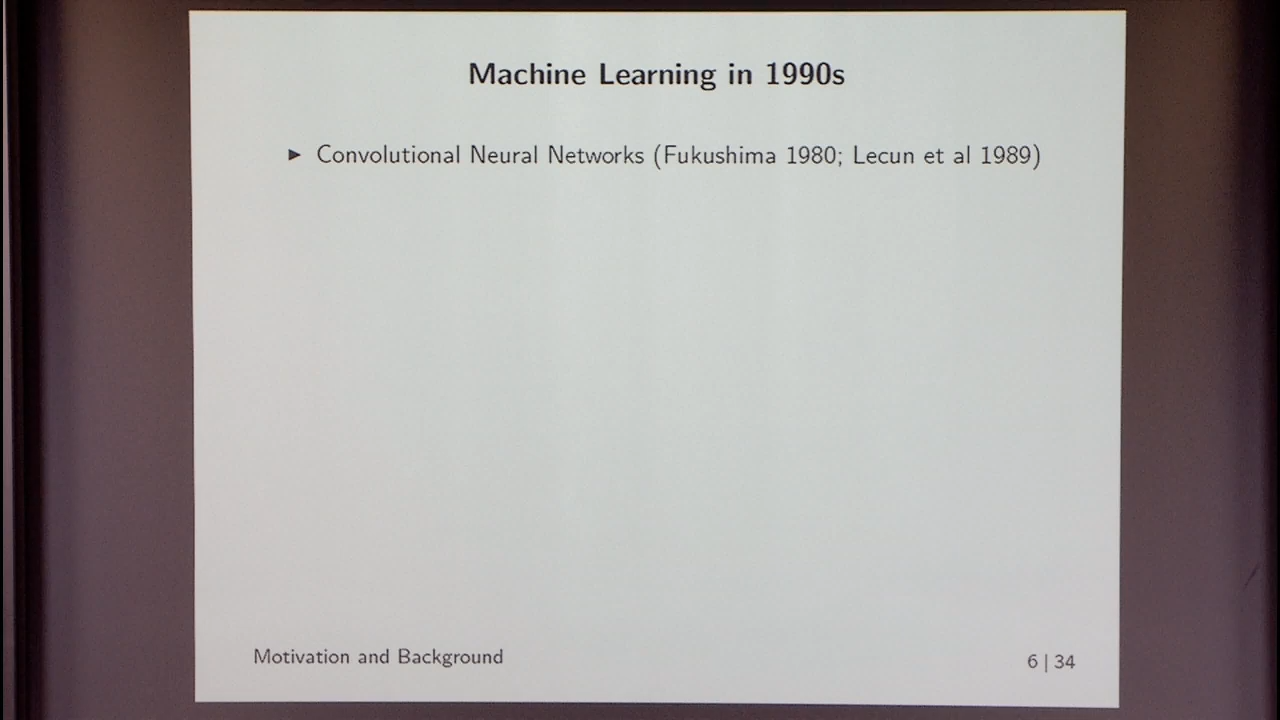 Machine Learning in 1990s
► Convolutional Neural Networks (Fukushima 1980; Lecun et al 1989)
Motivation and Background
6 | 34